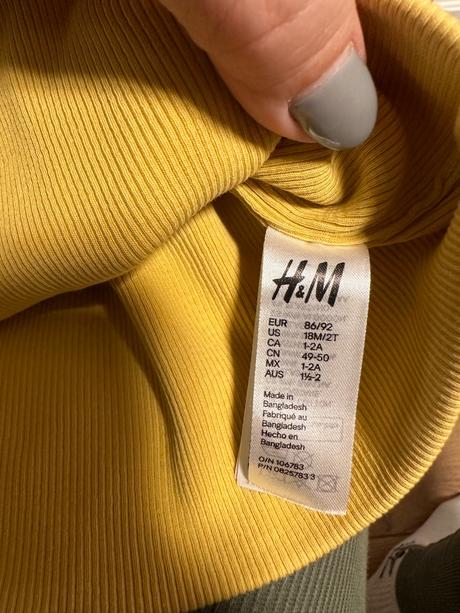 H&M
EUR 86/92
US 18M/2T
CA 1-2A
CN 49-50
MX 1-2A
AUS 1½-2
Made in
Bangladesh
Fabriqué au
Bangladesh
Hecho en
Bangladesh
O/N 106783
P/N 0825783 3